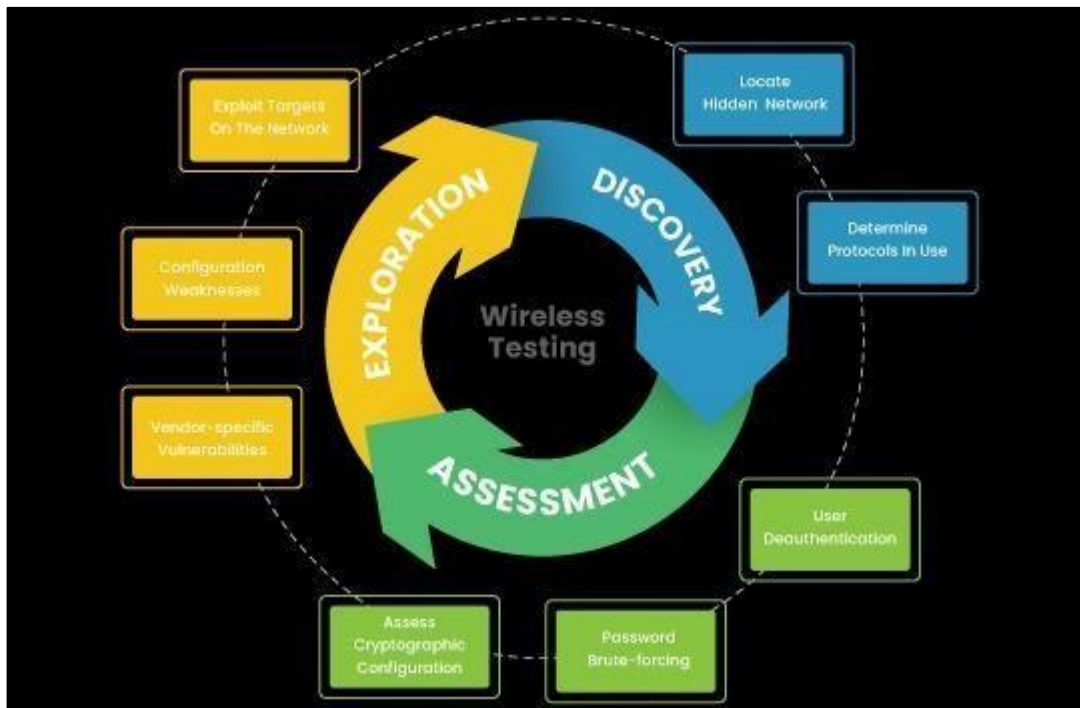 Locate
Hidden Network
Determine
Protocols In Use
User
Deauthentication
Password
Brute-forcing
Assess
Cryptographic
Configuration
Vendor-specific
Vulnerabilities
Configuration
Weaknesses
Exploit Targets
On The Network
DISCOVERY
ASSESSMENT
EXPLORATION
Wireless
Testing